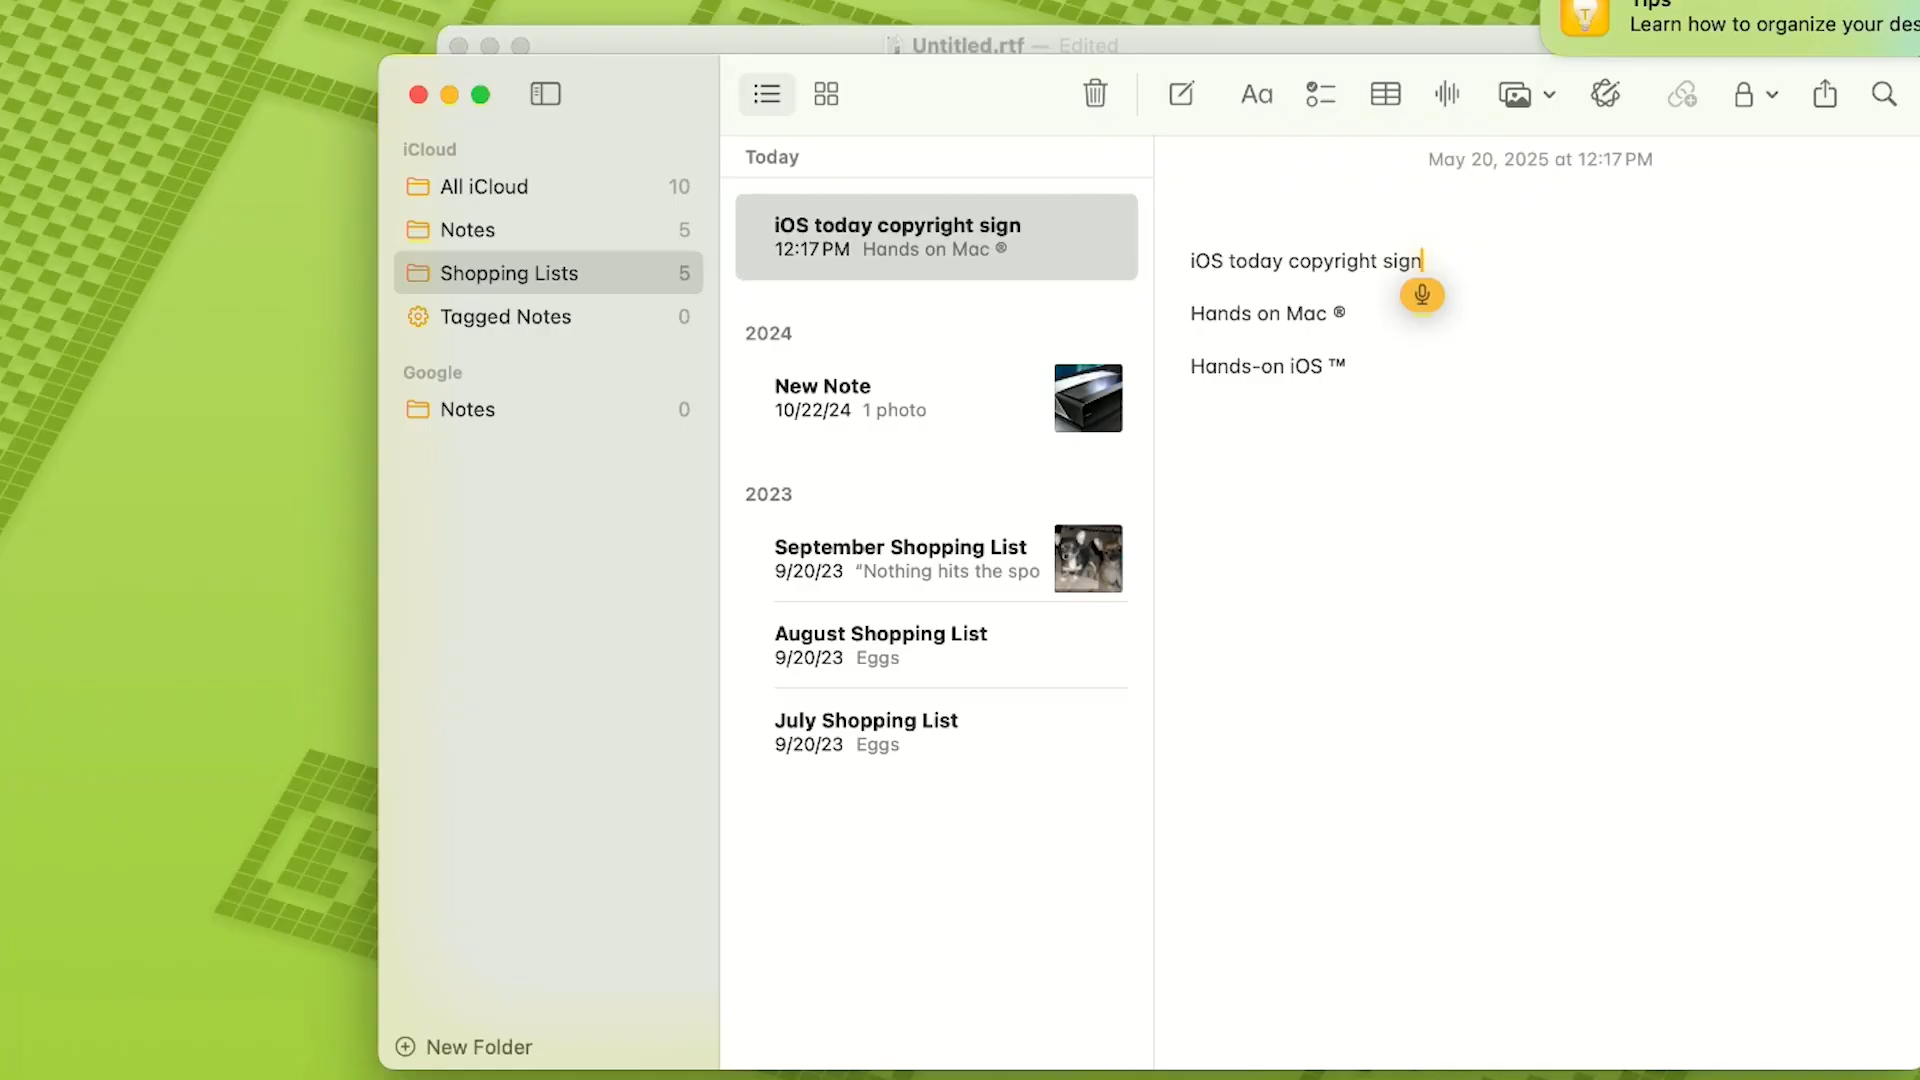 Tips
Learn how to organize your des
Untitled.rtf — Edited
iCloud
All iCloud 10
Notes 5
Shopping Lists 5
Tagged Notes 0
Google
Notes 0
New Folder
Today
iOS today copyright sign
12:17 PM Hands on Mac ®
2024
New Note
10/22/24 1 photo
2023
September Shopping List
9/20/23 “Nothing hits the spo
August Shopping List
9/20/23 Eggs
July Shopping List
9/20/23 Eggs
Aa
May 20, 2025 at 12:17 PM
iOS today copyright sign
Hands on Mac ®
Hands-on iOS ™